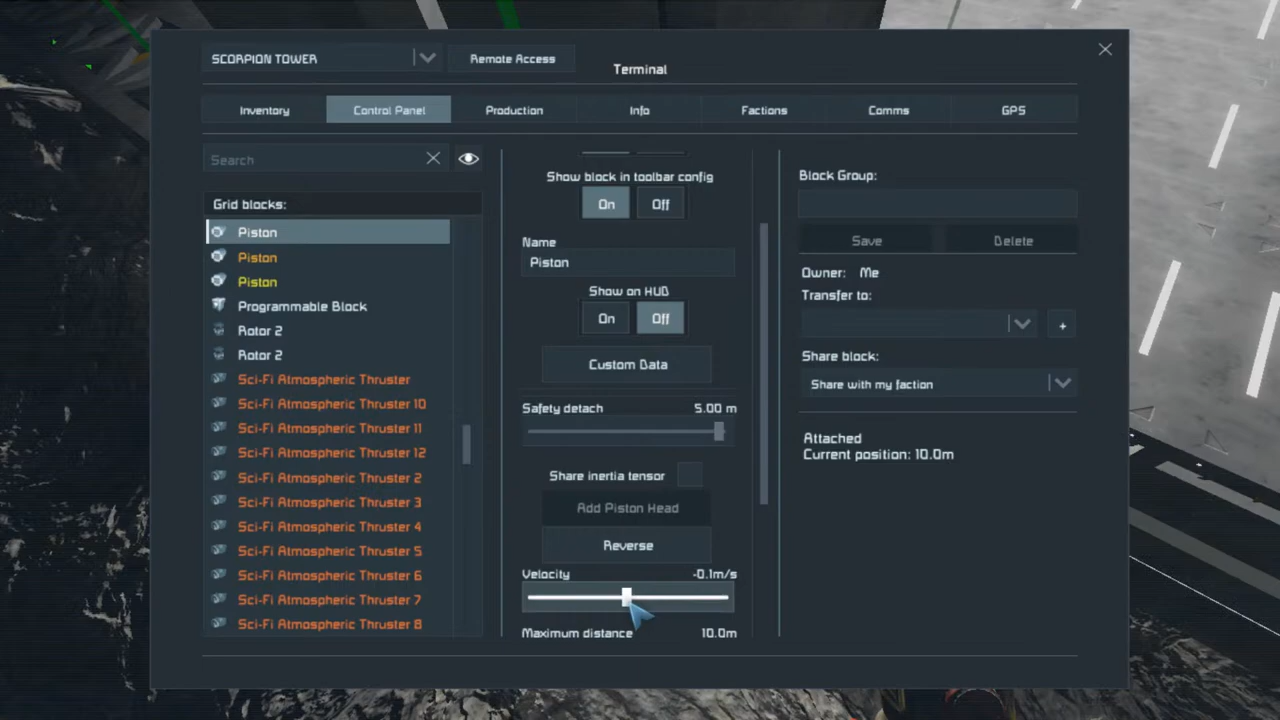 SCORPION TOWER
Remote Access
Terminal
Inventory
Control Panel
Production
Info
Factions
Comms
GPS
Search
Grid blocks:
Piston
Piston
Piston
Programmable Block
Rotor 2
Rotor 2
Sci-Fi Atmospheric Thruster
Sci-Fi Atmospheric Thruster 10
Sci-Fi Atmospheric Thruster 11
Sci-Fi Atmospheric Thruster 12
Sci-Fi Atmospheric Thruster 2
Sci-Fi Atmospheric Thruster 3
Sci-Fi Atmospheric Thruster 4
Sci-Fi Atmospheric Thruster 5
Sci-Fi Atmospheric Thruster 6
Sci-Fi Atmospheric Thruster 7
Sci-Fi Atmospheric Thruster 8
Show block in toolbar config
On Off
Name
Piston
Show on HUD
On Off
Custom Data
Safety detach 5.00 m
Share inertia tensor
Add Piston Head
Reverse
Velocity -0.1m/s
Maximum distance 10.0m
Block Group:
Save Delete
Owner: Me
Transfer to:
+
Share block:
Share with my faction
Attached
Current position: 10.0m